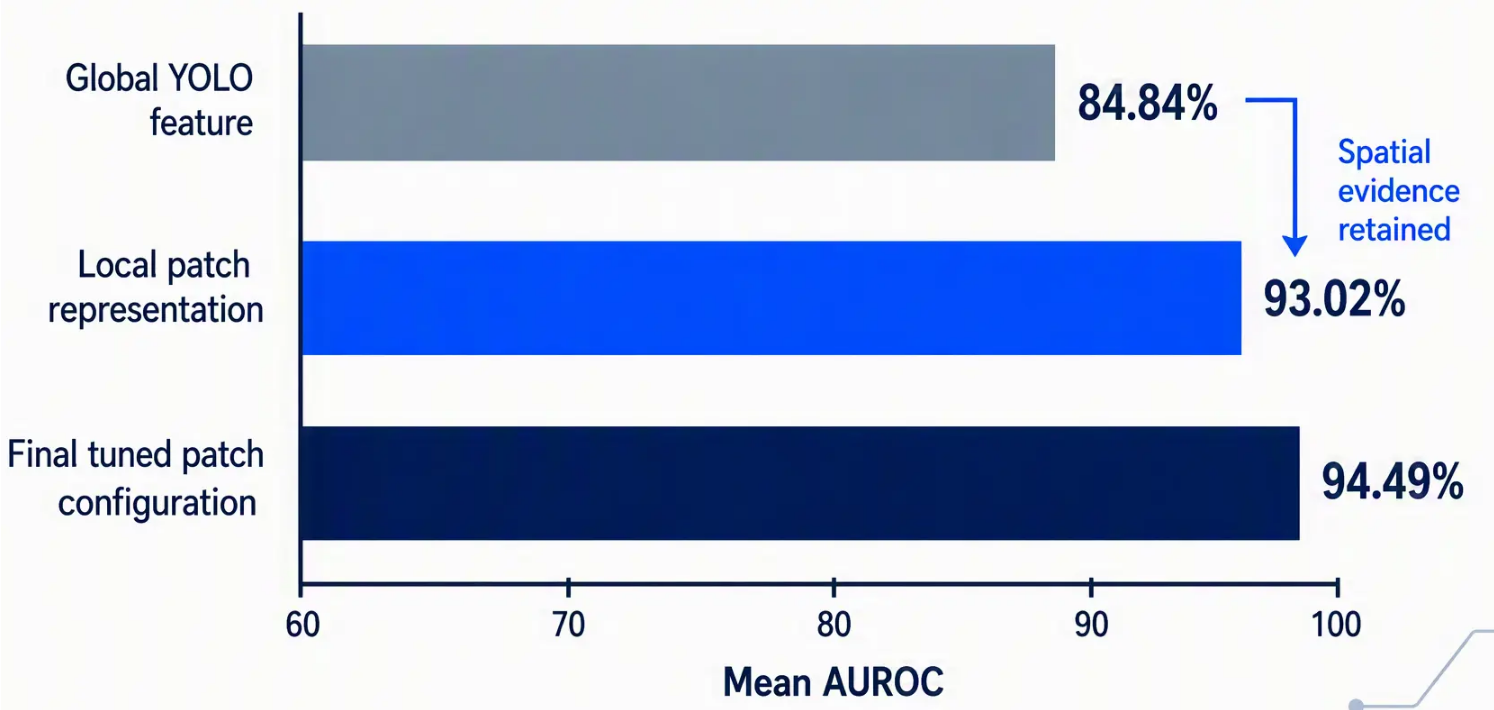 Global YOLO
feature
84.84%
Spatial
evidence
retained
Local patch
representation
93.02%
Final tuned patch
configuration
94.49%
60 70 80 90 100
Mean AUROC